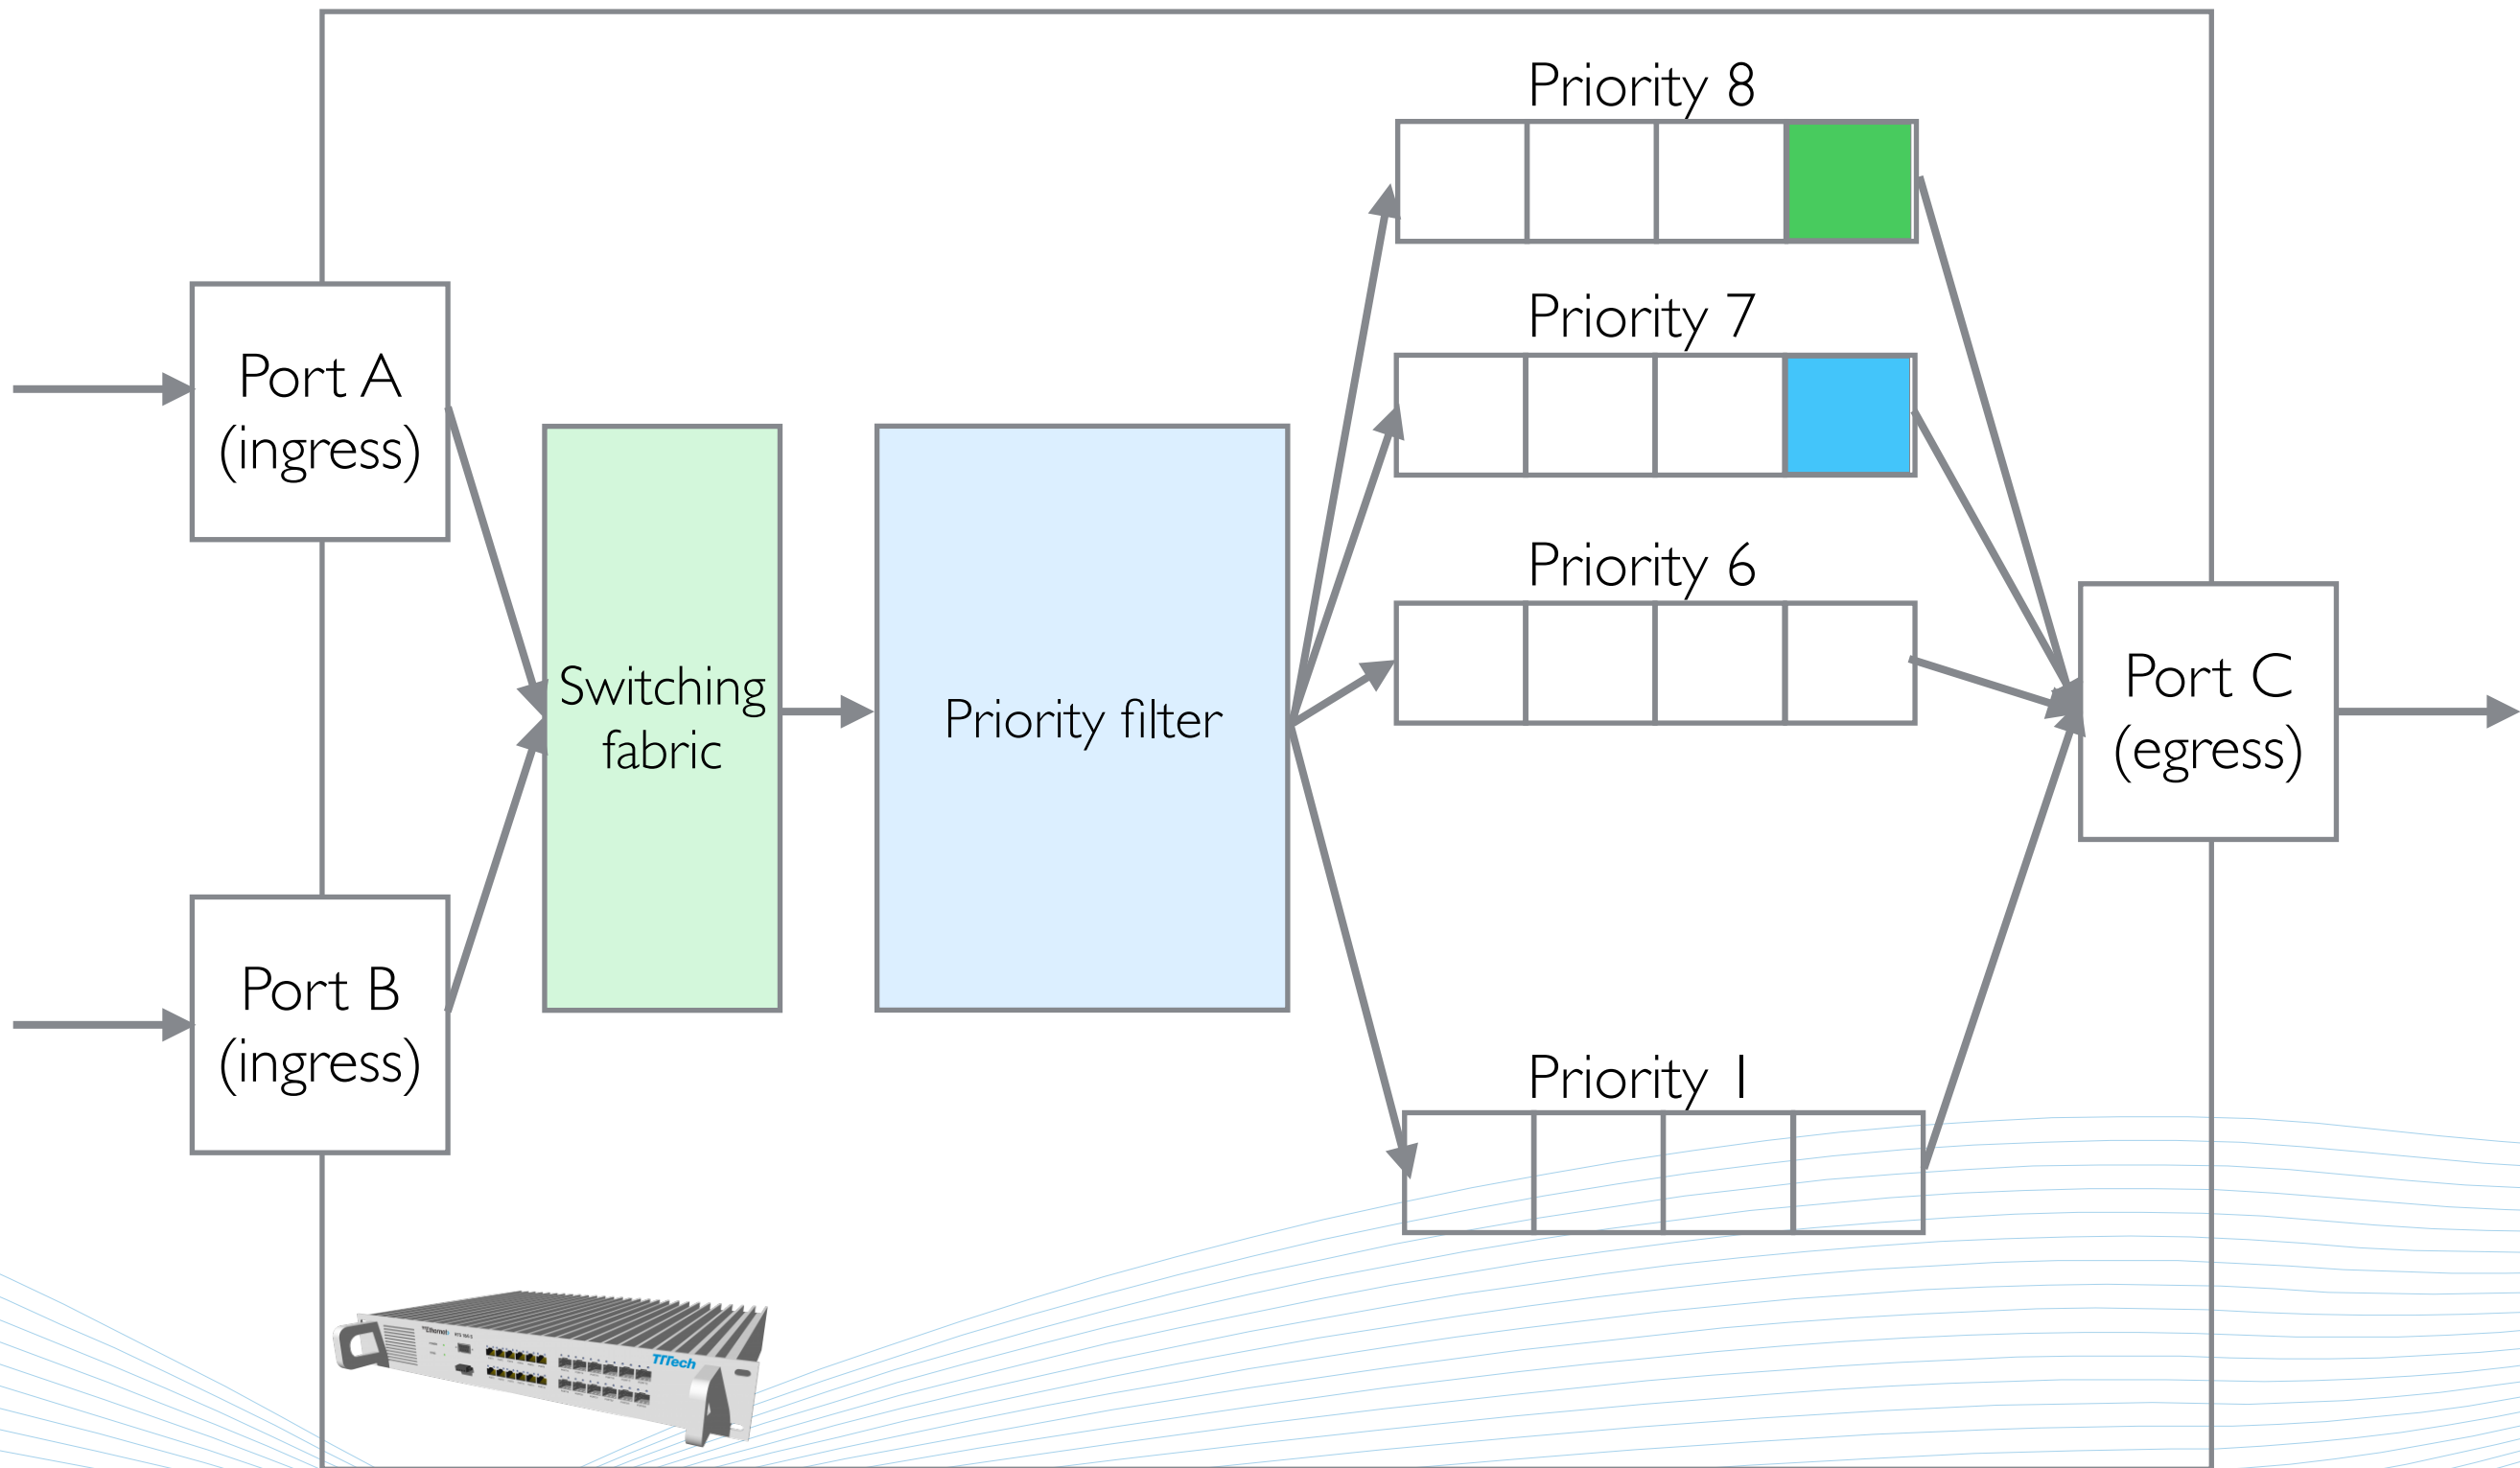 Priority 8
Priority 7
Port A
(ingress)
Priority 6
Switching
fabric
Priority filter
Port C
(egress)
Port B
(ingress)
Priority 1
TTTech